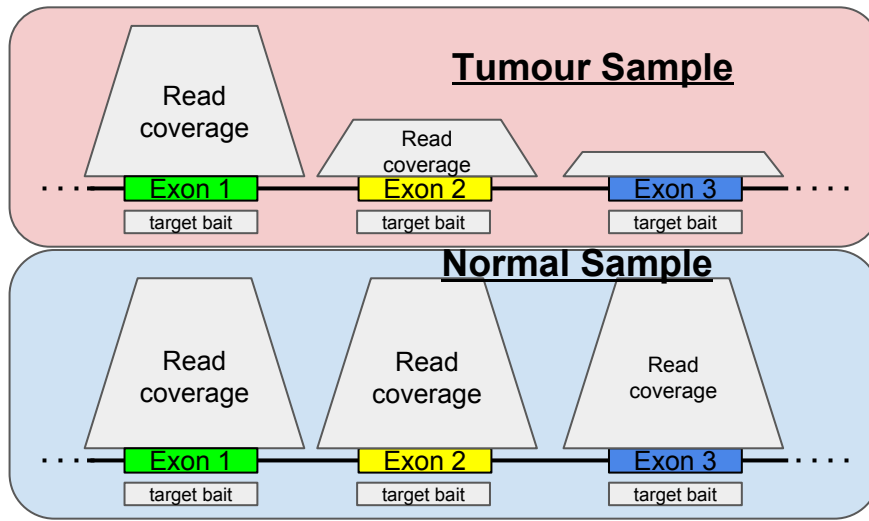 Tumour Sample
Read
coverage
Read
coverage
Exon 1
Exon 2
Exon 3
target bait
target bait
target bait
Normal Sample
Read
coverage
Read
coverage
Read
coverage
Exon 1
Exon 2
Exon 3
target bait
target bait
target bait